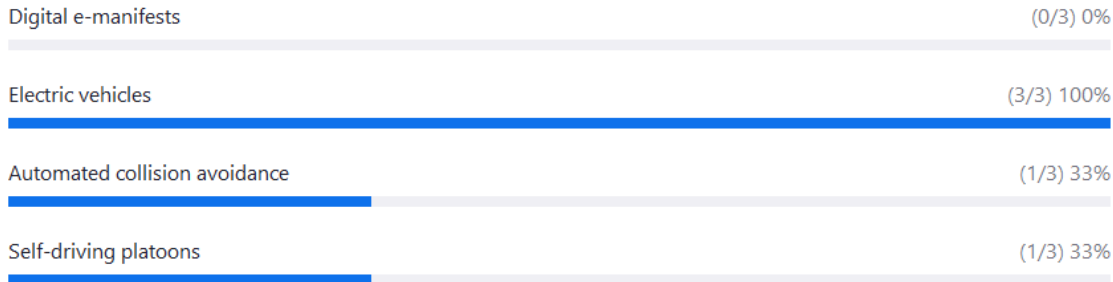 Digital e-manifests (0/3) 0%
Electric vehicles (3/3) 100%
Automated collision avoidance (1/3) 33%
Self-driving platoons (1/3) 33%